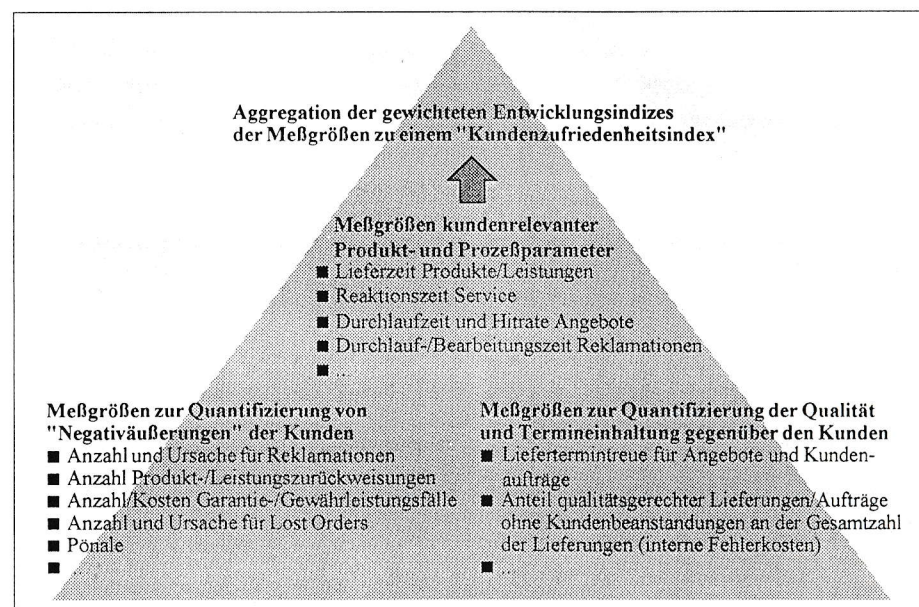 Aggregation der gewichteten Entwicklungsindizes
der Meßgrößen zu einem "Kundenzufriedenheitsindex"
Meßgrößen kundenrelevanter
Produkt- und Prozeßparameter
■ Lieferzeit Produkte/Leistungen
■ Reaktionszeit Service
■ Durchlaufzeit und Hitrate Angebote
■ Durchlauf-/Bearbeitungszeit Reklamationen
■ ...
Meßgrößen zur Quantifizierung von
"Negativäußerungen" der Kunden
■ Anzahl und Ursache für Reklamationen
■ Anzahl Produkt-/Leistungszurückweisungen
■ Anzahl/Kosten Garantie-/Gewährleistungsfälle
■ Anzahl und Ursache für Lost Orders
■ Pönale
■ ...
Meßgrößen zur Quantifizierung der Qualität
und Termineinhaltung gegenüber den Kunden
■ Liefertermintreue für Angebote und Kunden-
aufträge
■ Anteil qualitätsgerechter Lieferungen/Aufträge
ohne Kundenbeanstandungen an der Gesamtzahl
der Lieferungen (interne Fehlerkosten)
■ ...